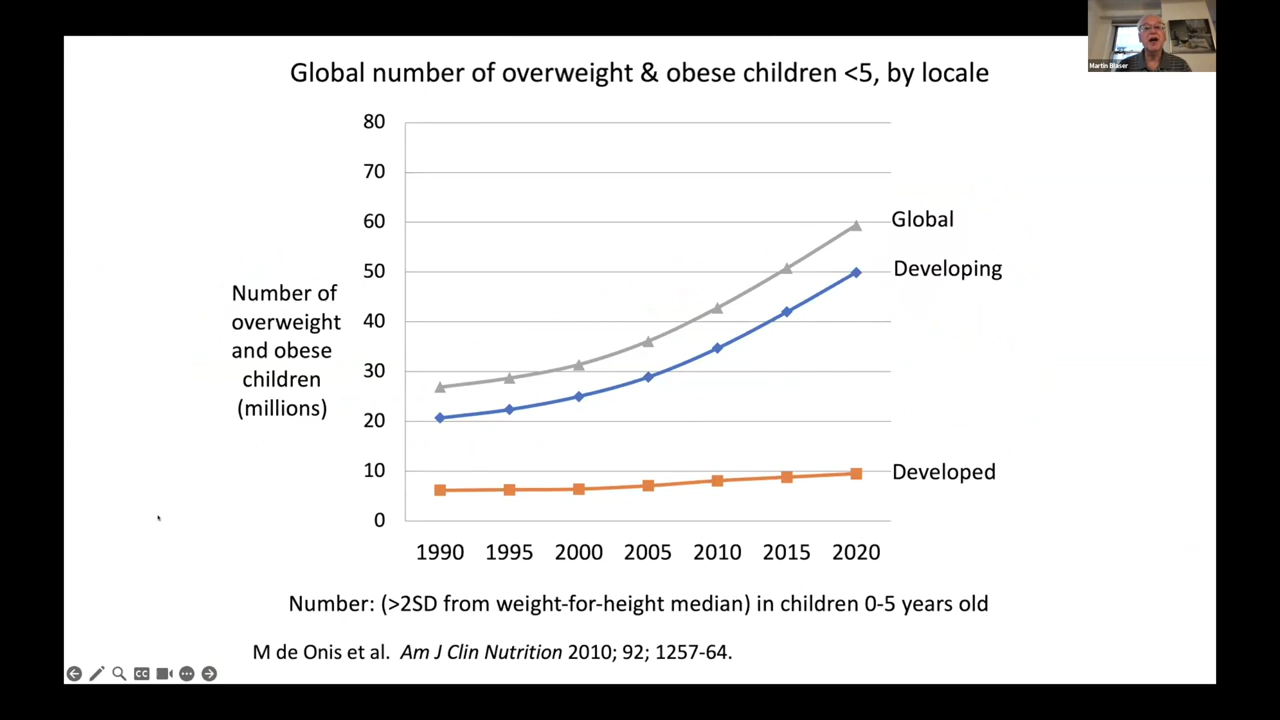 Martin Blaser
Global number of overweight & obese children <5, by locale
80
70
60
50
40
30
20
10
0
Number of
overweight
and obese
children
(millions)
Global
Developing
Developed
1990 1995 2000 2005 2010 2015 2020
Number: (>2SD from weight-for-height median) in children 0-5 years old
M de Onis et al. Am J Clin Nutrition 2010; 92; 1257-64.
CC